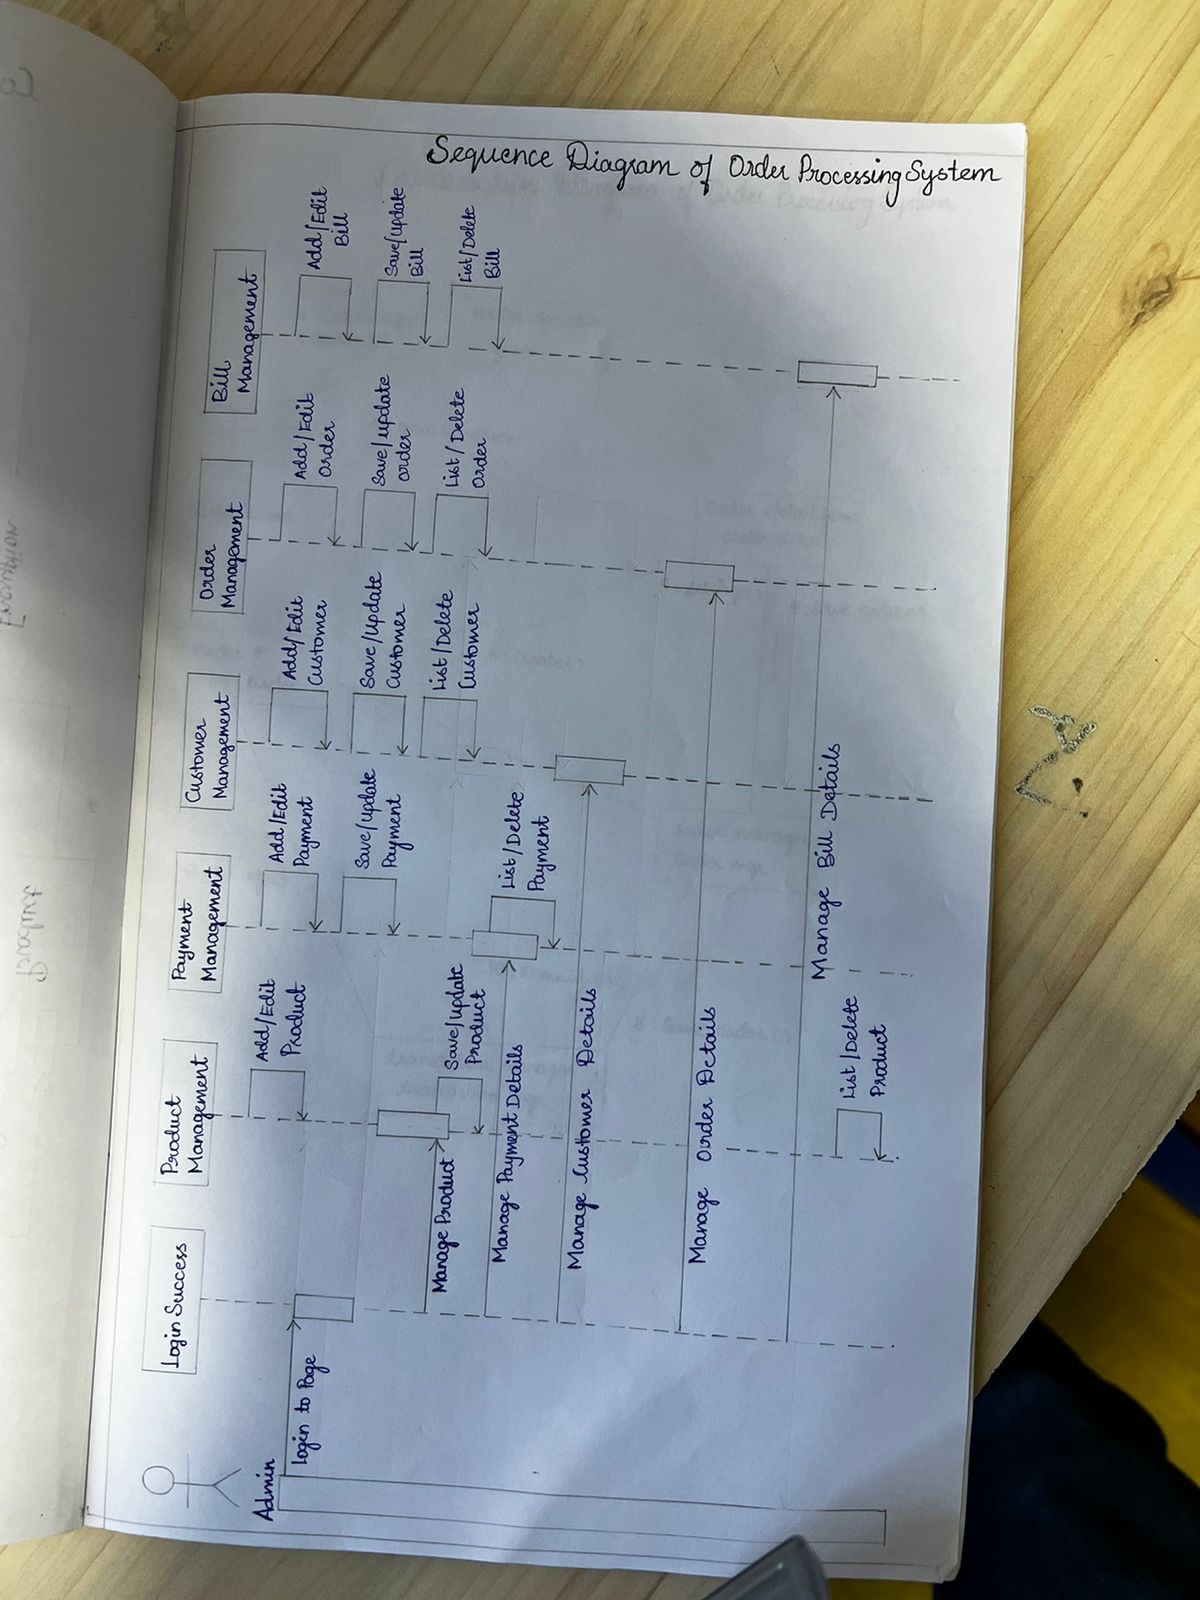 Sequence Diagram of Order Processing System
Admin
Login Success
Product
Management
Payment
Management
Customer
Management
Order
Management
Bill
Management
Login to Page
Add/Edit
Product
Add/Edit
Payment
Add/Edit
Customer
Add/Edit
Order
Add/Edit
Bill
Save/Update
Payment
Save/Update
Customer
Save/Update
Order
Save/Update
Bill
Manage Product
Save/Update
Product
List/Delete
Customer
List/Delete
Order
List/Delete
Bill
Manage Payment Details
List/Delete
Payment
Manage Customer Details
Manage Order Details
Manage Bill Details
List/Delete
Product